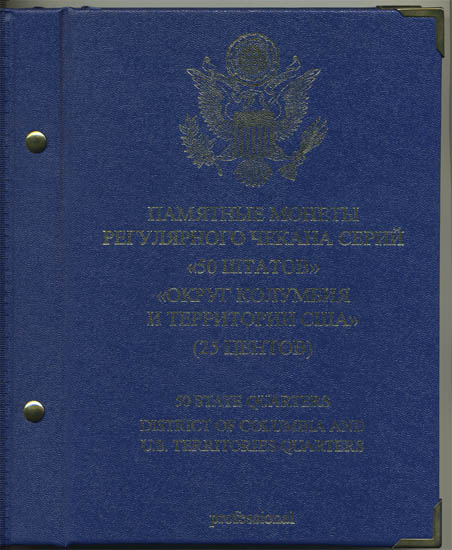 ПАМЯТНЫЕ МОНЕТЫ
РЕГУЛЯРНОГО ЧЕКАНА СЕРИЙ
«50 ШТАТОВ»
«ОКРУГ КОЛУМБИЯ
И ТЕРРИТОРИИ США»
(25 ЦЕНТОВ)
50 STATE QUARTERS
DISTRICT OF COLUMBIA AND
U.S. TERRITORIES QUARTERS
professional